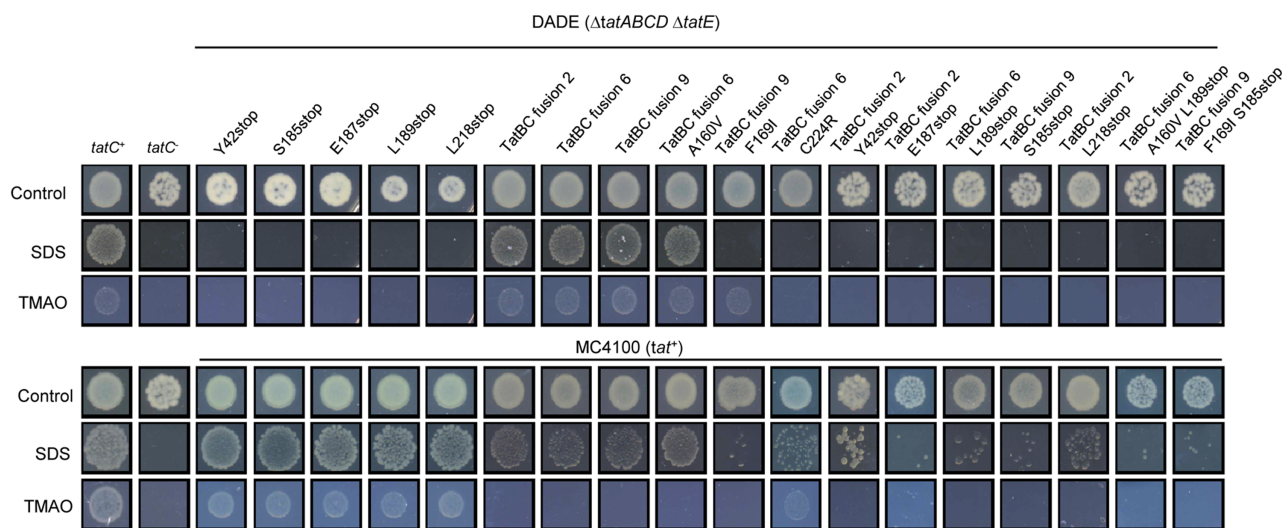 DADE (ΔtatABCD ΔtatE)
tatC+
tatC-
Y42stop
S185stop
E187stop
L189stop
L218stop
TatBC fusion 2
TatBC fusion 6
TatBC fusion 9
TatBC fusion 6
A160V
TatBC fusion 9
F169I
TatBC fusion 6
C224R
TatBC fusion 2
Y42stop
TatBC fusion 2
E187stop
TatBC fusion 6
L189stop
TatBC fusion 9
S185stop
TatBC fusion 2
L218stop
TatBC fusion 6
A160V L189stop
TatBC fusion 9
F169I S185stop
Control
SDS
TMAO
MC4100 (tat+)
Control
SDS
TMAO